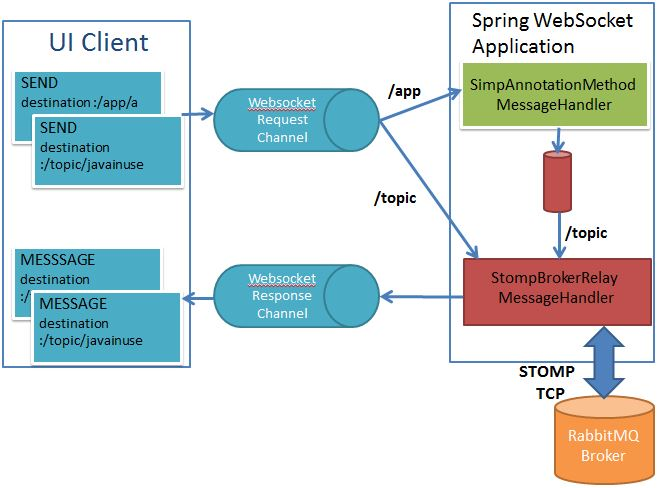 UI Client
SEND
destination :/app/a
SEND
destination
:/topic/javainuse
MESSSAGE
destination
:/
MESSAGE
destination
:/topic/javainuse
Websocket
Request
Channel
Websocket
Response
Channel
/app
/topic
Spring WebSocket
Application
SimpAnnotationMethod
MessageHandler
/topic
StompBrokerRelay
MessageHandler
STOMP
TCP
RabbitMQ
Broker